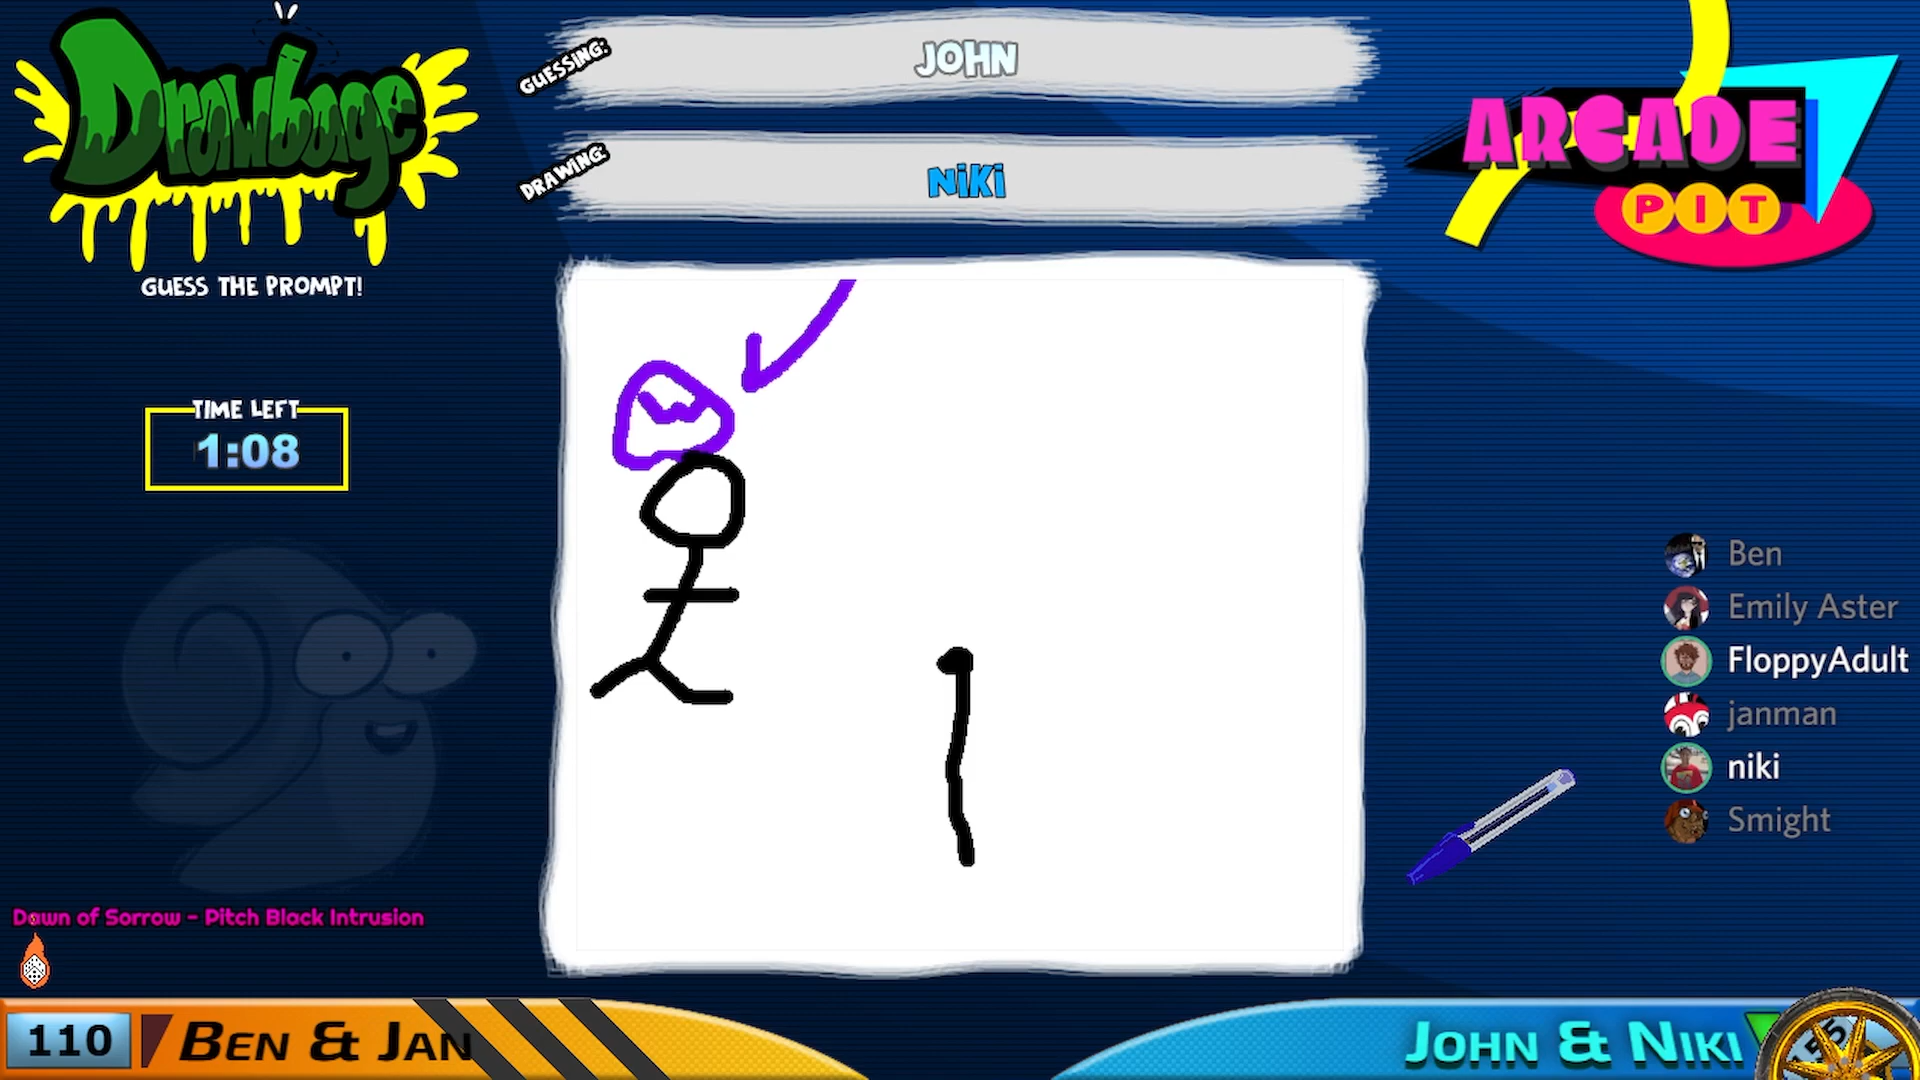 Drawbage
GUESS THE PROMPT!
GUESSING:
JOHN
DRAWING:
NiKi
ARCADE
PIT
TIME LEFT
1:08
Ben
Emily Aster
FloppyAdult
janman
niki
Smight
Dawn of Sorrow - Pitch Black Intrusion
110
BEN & JAN
JOHN & NIKI